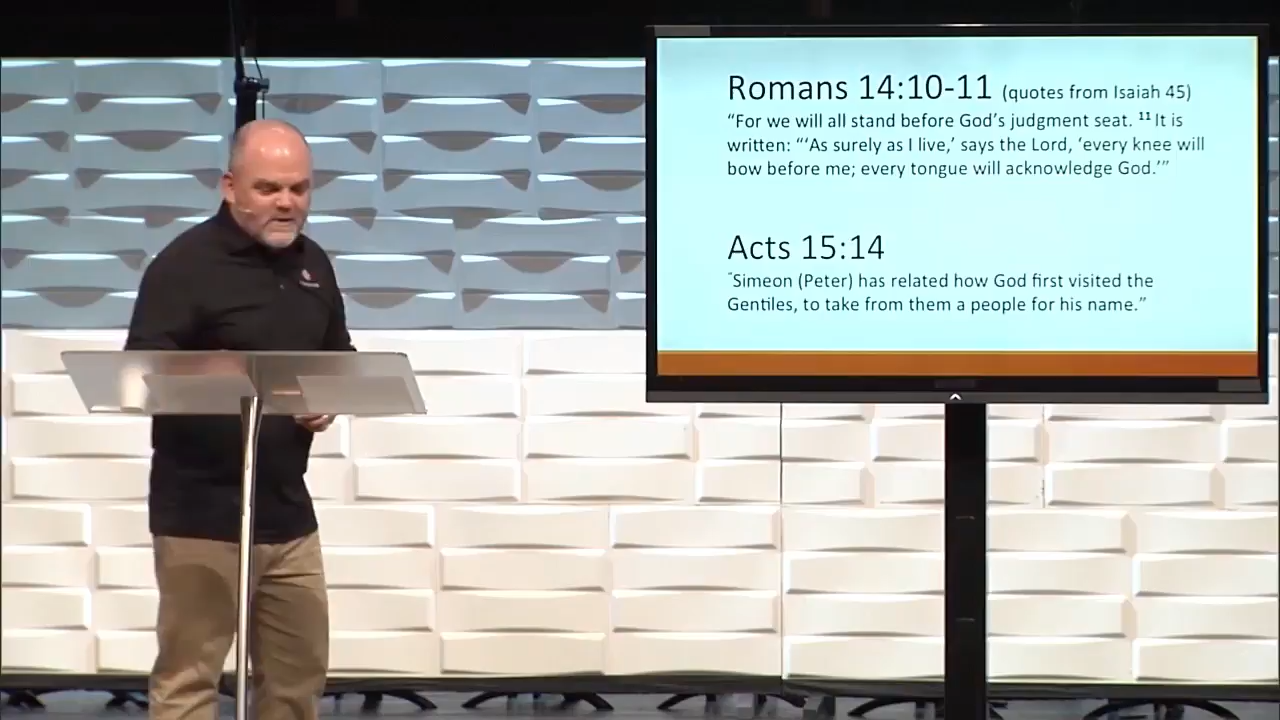 Romans 14:10-11 (quotes from Isaiah 45)
“For we will all stand before God’s judgment seat. ¹¹ It is
written: “‘As surely as I live,’ says the Lord, ‘every knee will
bow before me; every tongue will acknowledge God.’”
Acts 15:14
“Simeon (Peter) has related how God first visited the
Gentiles, to take from them a people for his name.”